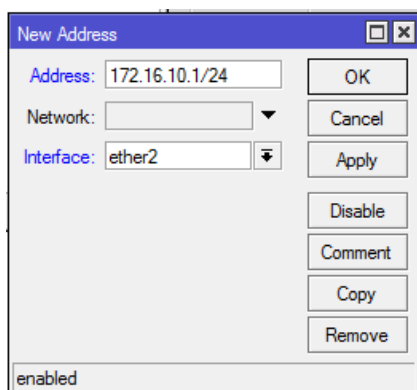 New Address
Address: 172.16.10.1/24
Network:
Interface: ether2
OK
Cancel
Apply
Disable
Comment
Copy
Remove
enabled